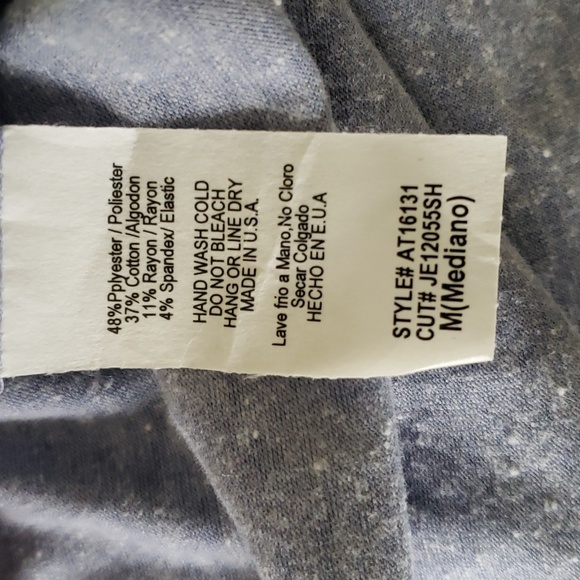 48%Pplyester / Poliester
37% Cotton /Algodon
11% Rayon / Rayon
4% Spandex/ Elastic
HAND WASH COLD
DO NOT BLEACH
HANG OR LINE DRY
MADE IN U.S.A.
Lave frio a Mano,No Cloro
Secar Colgado
HECHO EN E.U.A
STYLE# AT16131
CUT# JE12055SH
M(Mediano)